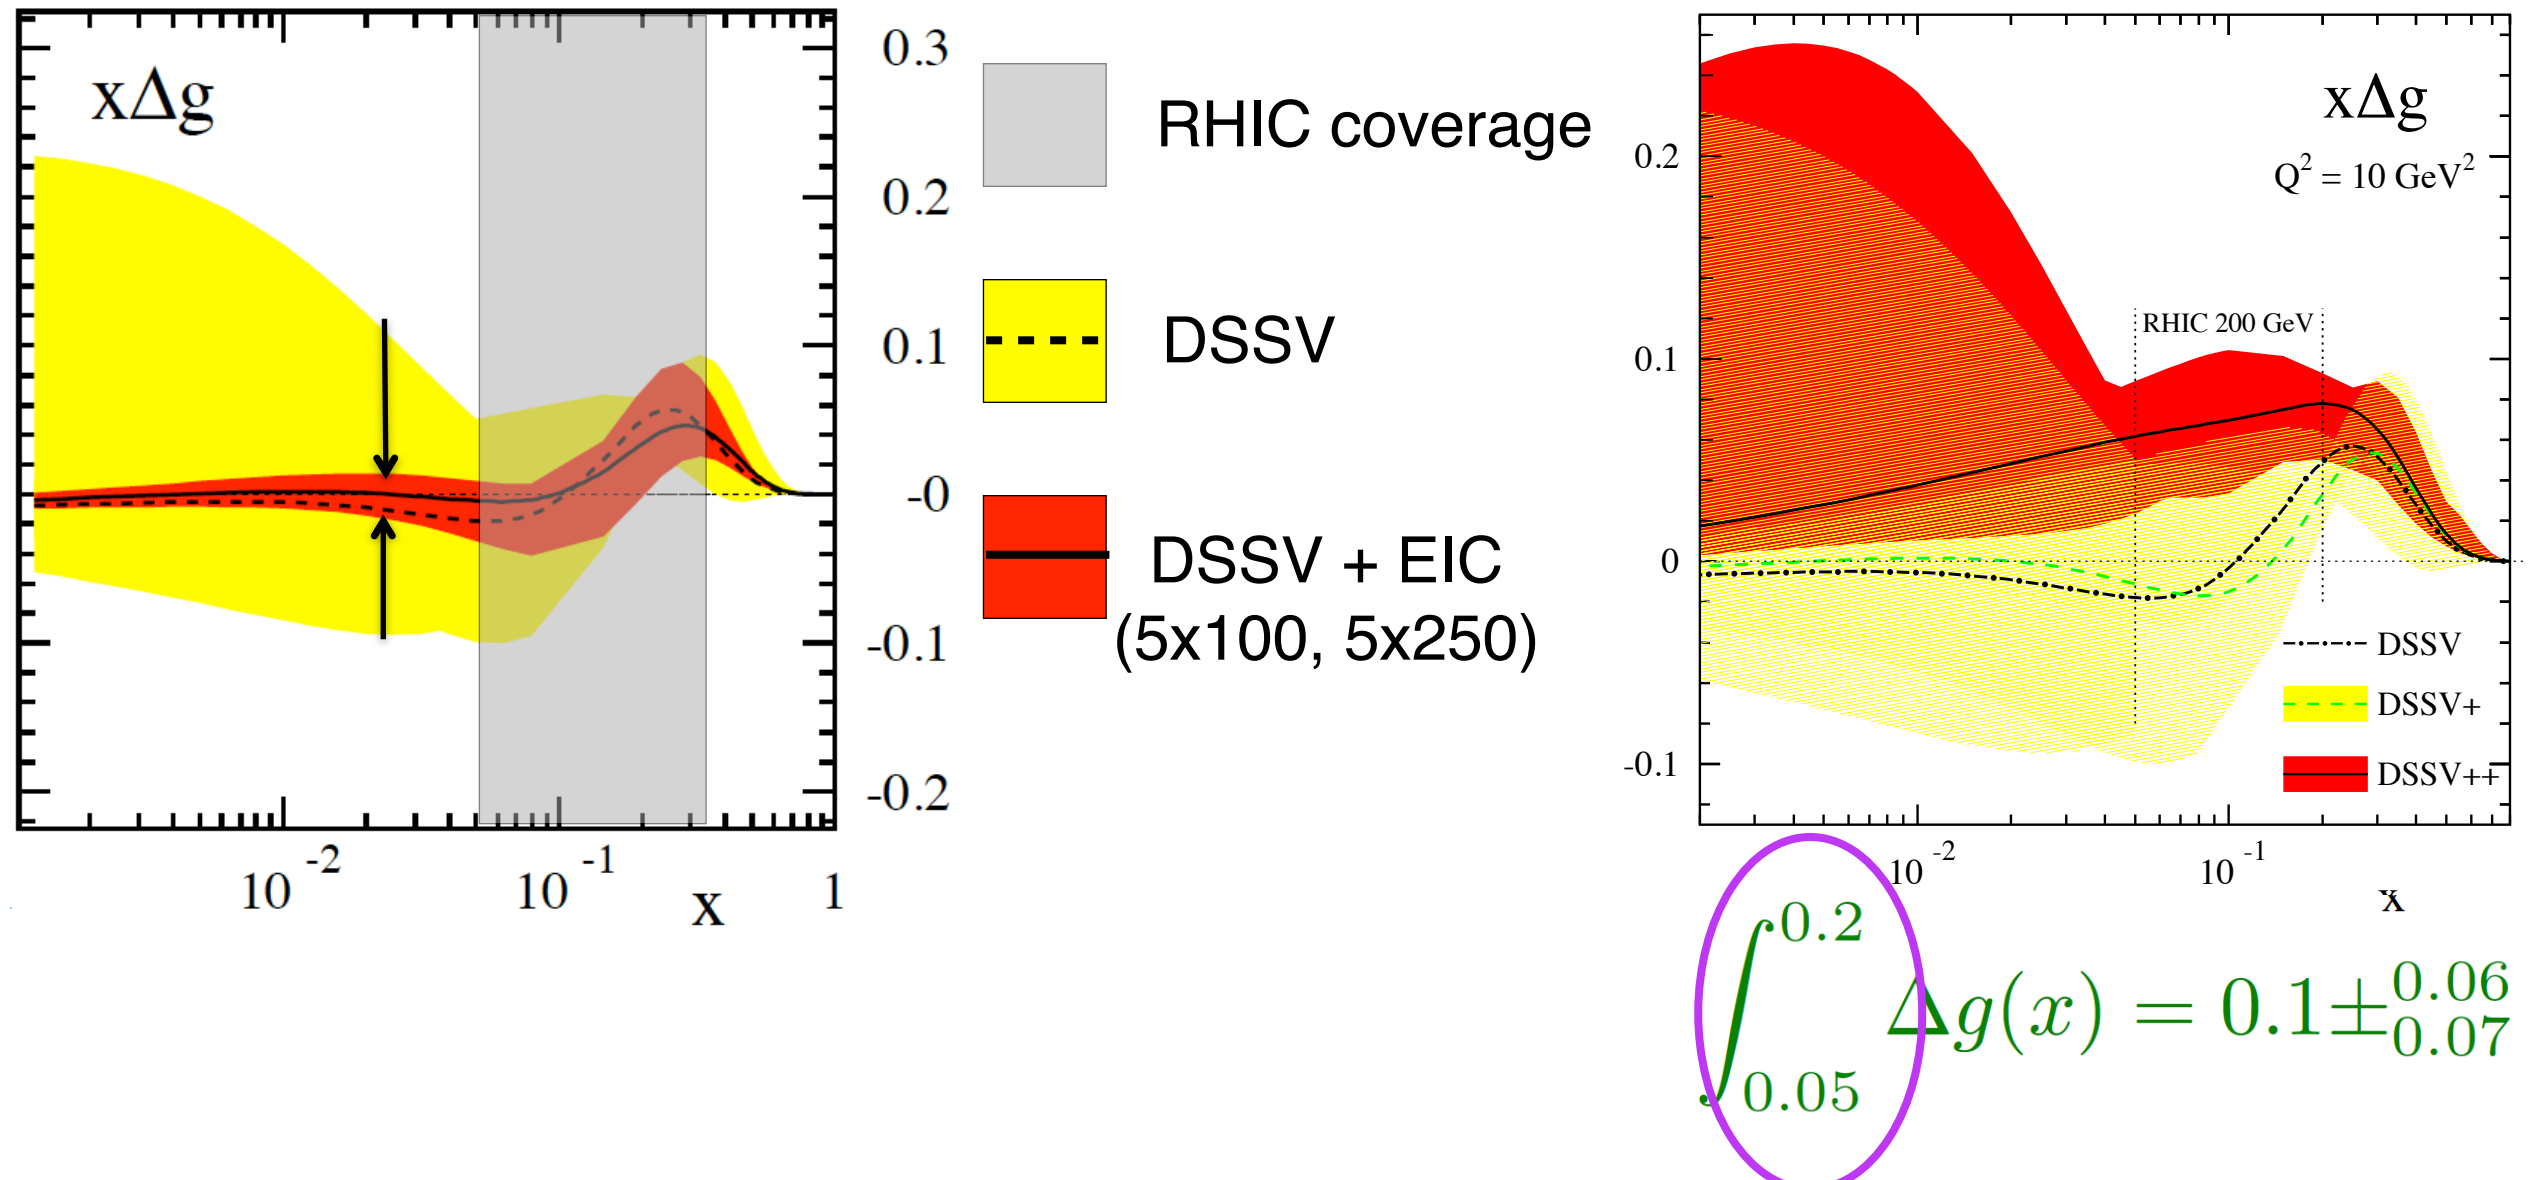 xΔg
0.3
0.2
0.1
-0
-0.1
-0.2
10⁻² 10⁻¹ x 1
RHIC coverage
DSSV
DSSV + EIC
(5x100, 5x250)
xΔg
Q² = 10 GeV²
0.2
0.1
0
-0.1
RHIC 200 GeV
DSSV
DSSV+
DSSV++
10⁻² 10⁻¹
x
∫₀.₀₅^0.2 Δg(x) = 0.1±^0.06_0.07